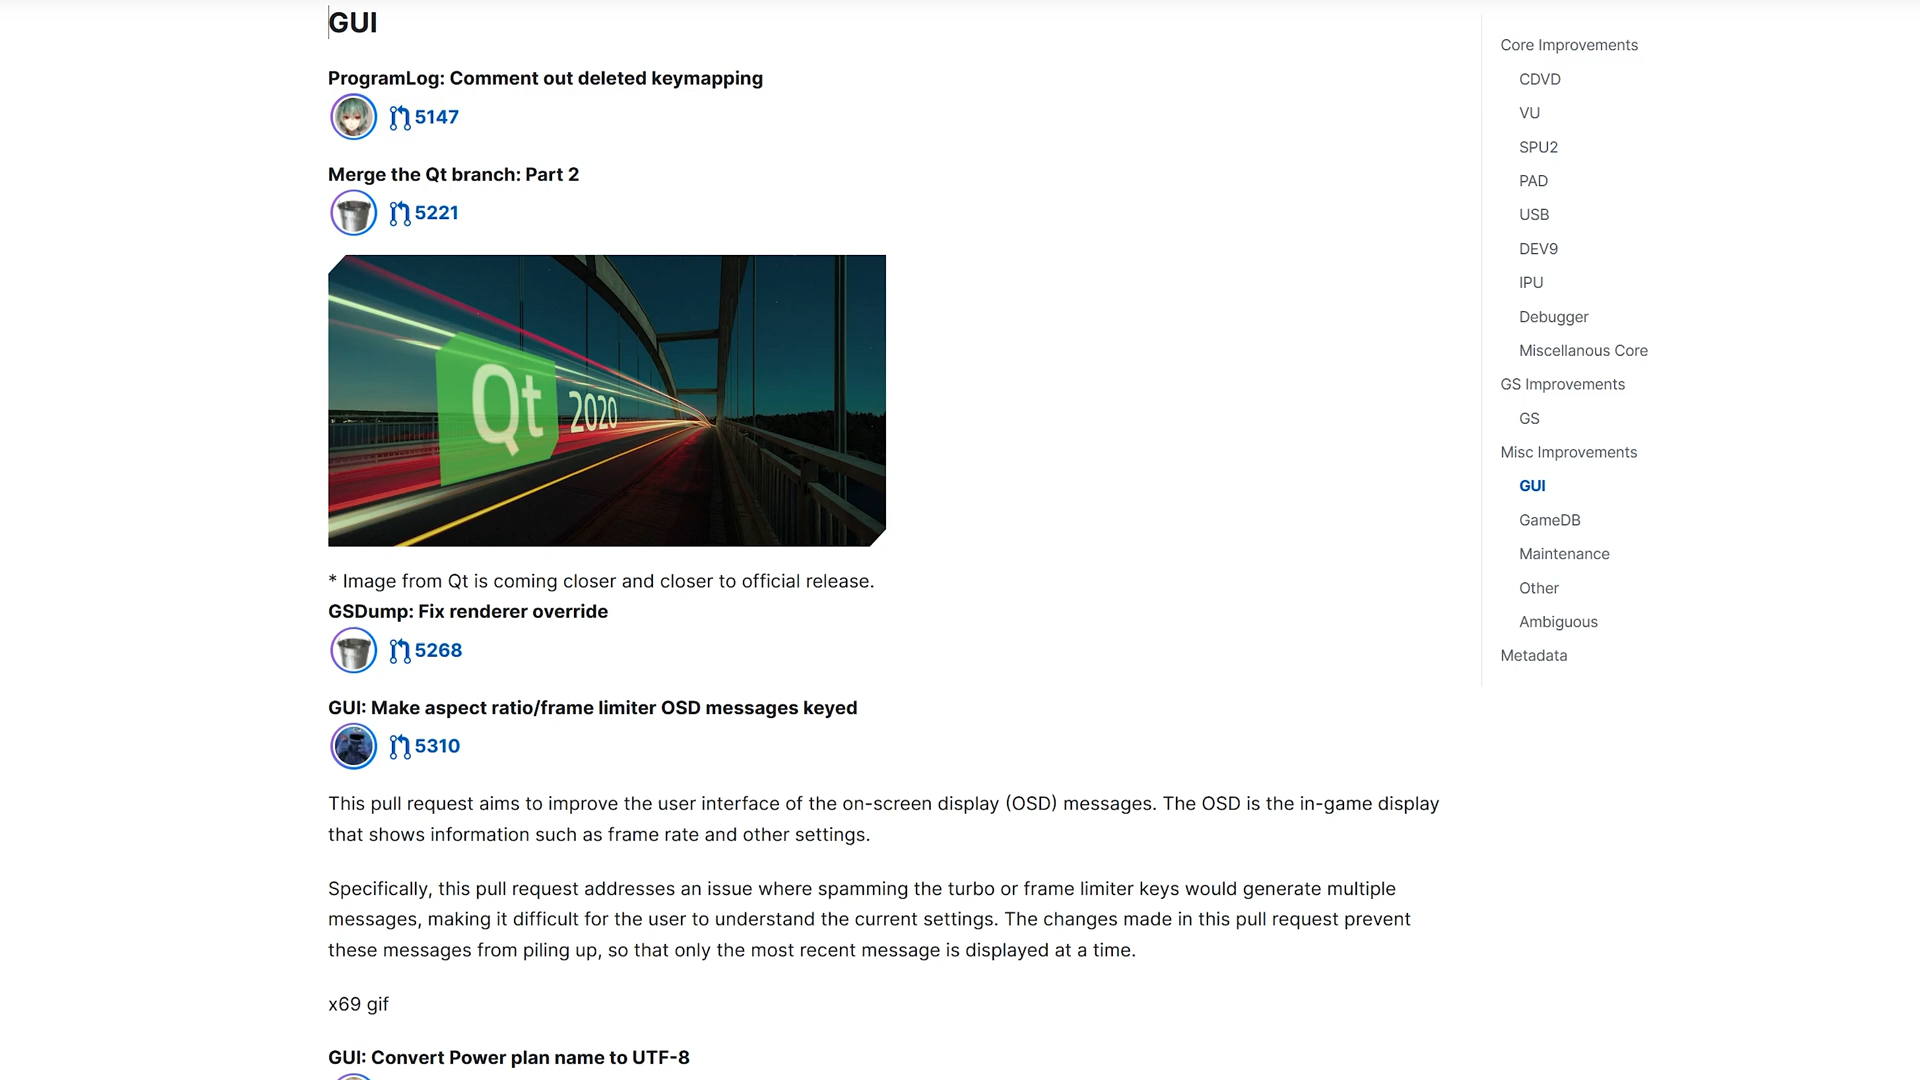 GUI
ProgramLog: Comment out deleted keymapping
5147
Merge the Qt branch: Part 2
5221
Qt 2020
* Image from Qt is coming closer and closer to official release.
GSDump: Fix renderer override
5268
GUI: Make aspect ratio/frame limiter OSD messages keyed
5310
This pull request aims to improve the user interface of the on-screen display (OSD) messages. The OSD is the in-game display
that shows information such as frame rate and other settings.
Specifically, this pull request addresses an issue where spamming the turbo or frame limiter keys would generate multiple
messages, making it difficult for the user to understand the current settings. The changes made in this pull request prevent
these messages from piling up, so that only the most recent message is displayed at a time.
x69 gif
GUI: Convert Power plan name to UTF-8
Core Improvements
CDVD
VU
SPU2
PAD
USB
DEV9
IPU
Debugger
Miscellanous Core
GS Improvements
GS
Misc Improvements
GUI
GameDB
Maintenance
Other
Ambiguous
Metadata